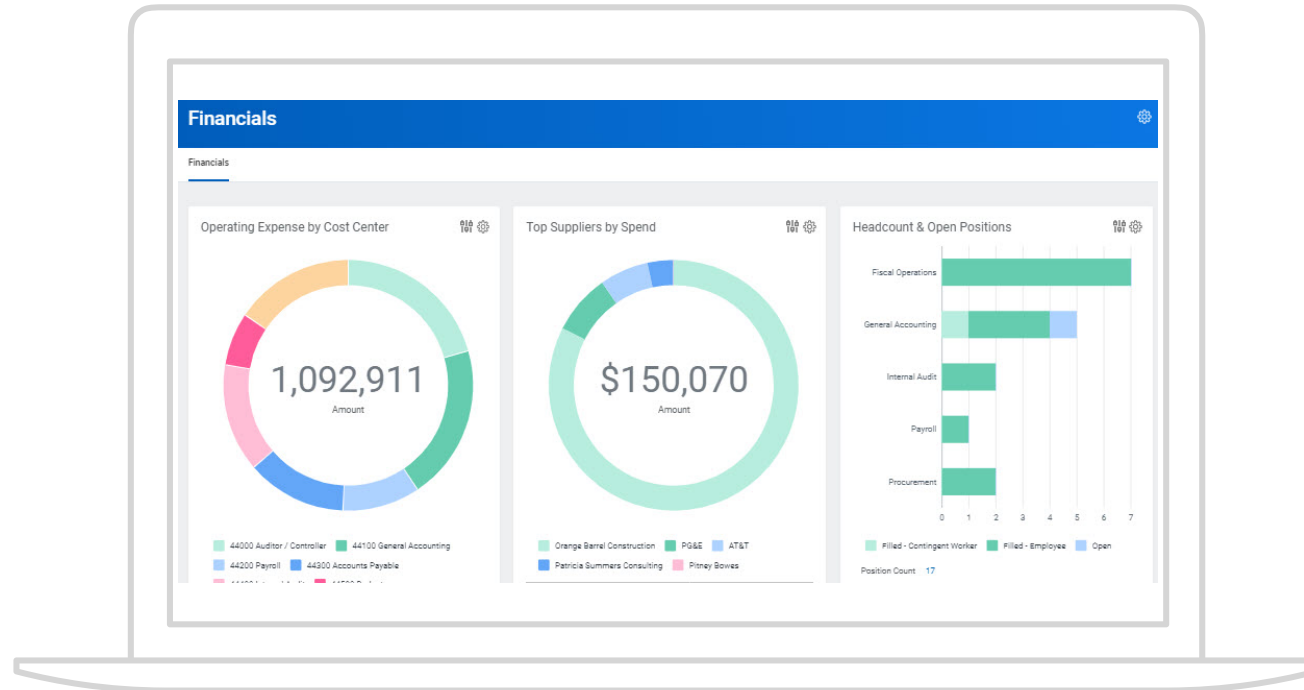 Financials
Financials
Operating Expense by Cost Center
1,092,911
Amount
44000 Auditor / Controller 44100 General Accounting
44200 Payroll 44300 Accounts Payable
Top Suppliers by Spend
$150,070
Amount
Orange Barrel Construction PG&E AT&T
Patricia Summers Consulting Pitney Bowes
Headcount & Open Positions
Fiscal Operations
General Accounting
Internal Audit
Payroll
Procurement
0 1 2 3 4 5 6 7
Filled - Contingent Worker Filled - Employee Open
Position Count 17